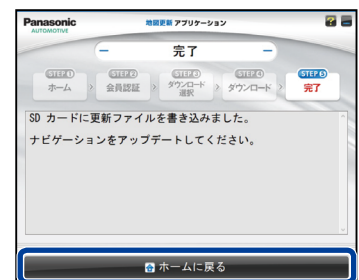 Panasonic
AUTOMOTIVE
地図更新 アプリケーション
?
完了
STEP① STEP② STEP③ STEP④ STEP⑤
ホーム > 会員認証 > ダウンロード選択 > ダウンロード > 完了
SD カードに更新ファイルを書き込みました。
ナビゲーションをアップデートしてください。
ホームに戻る